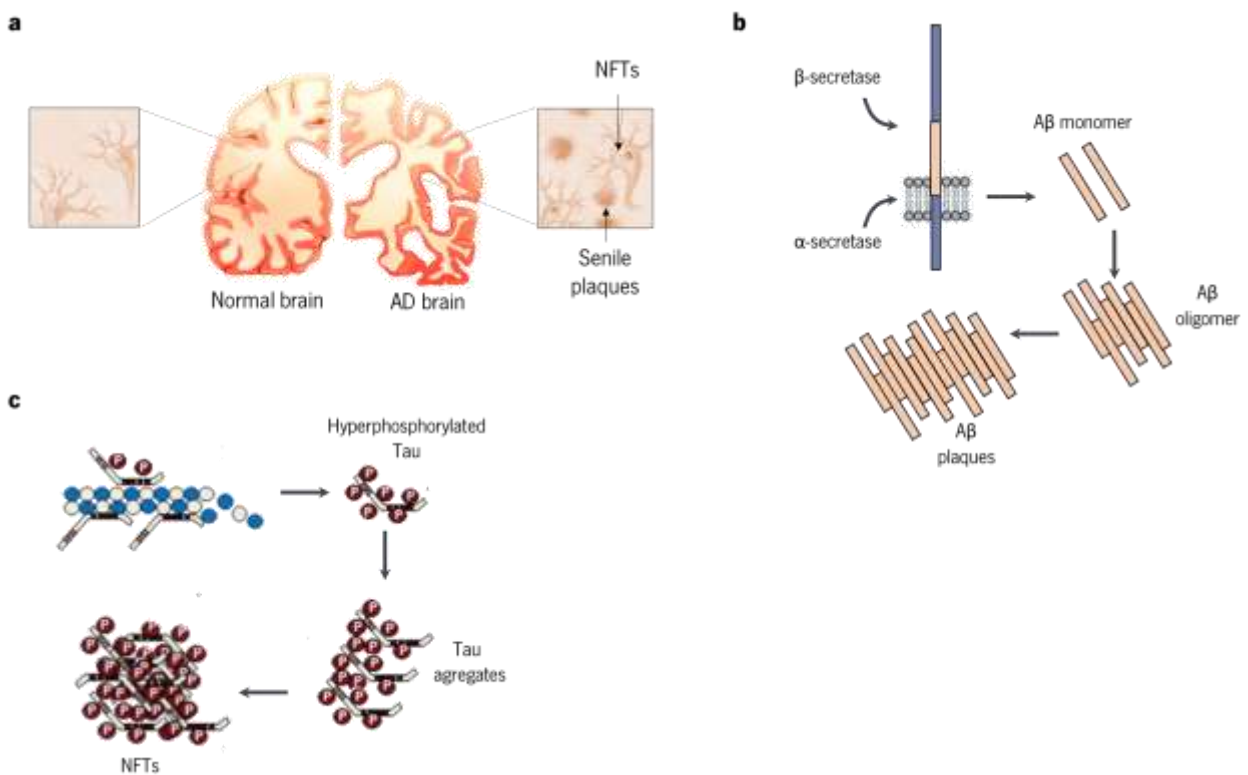 a
NFTs
Senile
plaques
Normal brain
AD brain
b
β-secretase
α-secretase
Aβ monomer
Aβ
oligomer
Aβ
plaques
c
Hyperphosphorylated
Tau
P P
P P P P P P
Tau
agregates
NFTs